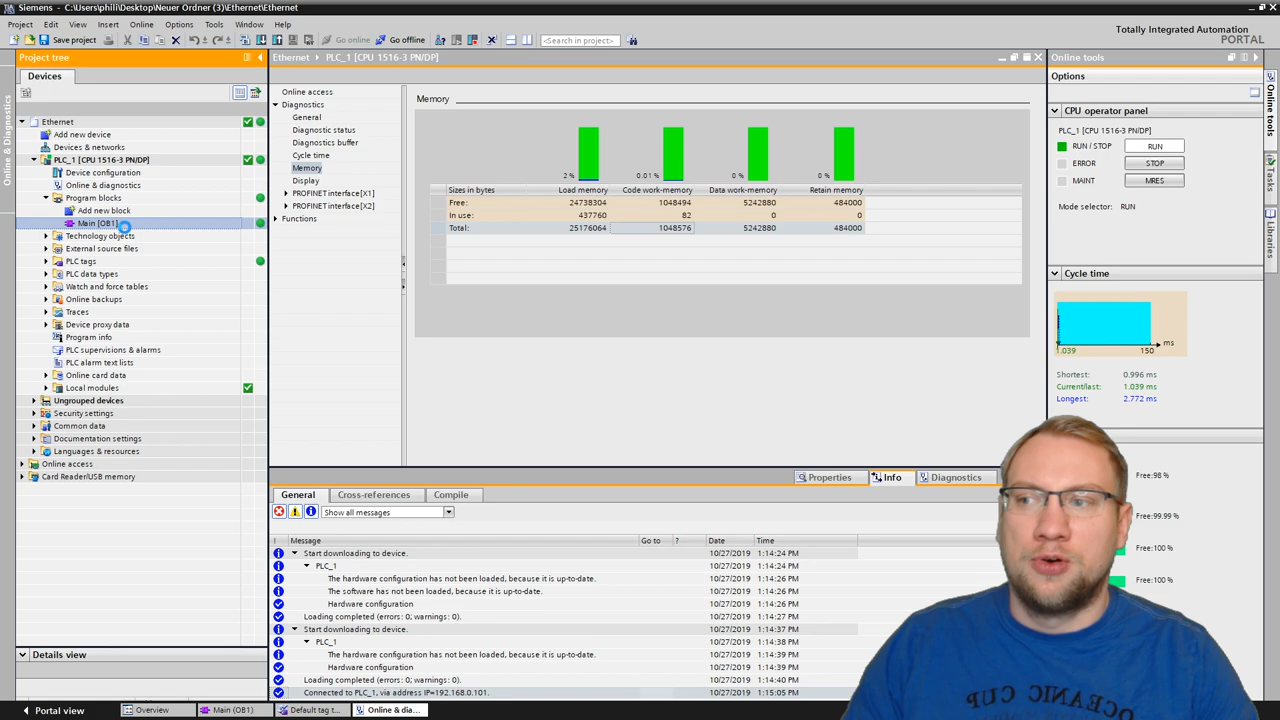 Siemens - C:\Users\phili\Desktop\Neuer Ordner (3)\Ethernet\Ethernet
Project Edit View Insert Online Options Tools Window Help
Totally Integrated Automation
PORTAL
Save project
Go online
Go offline
<Search in project>
Project tree
Devices
Ethernet
Add new device
Devices & networks
PLC_1 [CPU 1516-3 PN/DP]
Device configuration
Online & diagnostics
Program blocks
Add new block
Main [OB1]
Technology objects
External source files
PLC tags
PLC data types
Watch and force tables
Online backups
Traces
Device proxy data
Program info
PLC supervisions & alarms
PLC alarm text lists
Online card data
Local modules
Ungrouped devices
Security settings
Common data
Documentation settings
Languages & resources
Online access
Card Reader/USB memory
Details view
Online & Diagnostics
Ethernet PLC_1 [CPU 1516-3 PN/DP]
Online access
Diagnostics
General
Diagnostic status
Diagnostics buffer
Cycle time
Memory
Display
PROFINET interface[X1]
PROFINET interface[X2]
Functions
Memory
2 % 0.01 % 0 % 0 %
Sizes in bytes Load memory Code work-memory Data work-memory Retain memory
Free: 24738304 1048494 5242880 484000
In use: 437760 82 0 0
Total: 25176064 1048576 5242880 484000
Properties Info Diagnostics
General Cross-references Compile
Show all messages
! Message Go to ? Date Time
Start downloading to device. 10/27/2019 1:14:24 PM
PLC_1 10/27/2019 1:14:24 PM
The hardware configuration has not been loaded, because it is up-to-date. 10/27/2019 1:14:26 PM
The software has not been loaded, because it is up-to-date. 10/27/2019 1:14:26 PM
Hardware configuration 10/27/2019 1:14:26 PM
Loading completed (errors: 0; warnings: 0). 10/27/2019 1:14:27 PM
Start downloading to device. 10/27/2019 1:14:37 PM
PLC_1 10/27/2019 1:14:38 PM
The hardware configuration has not been loaded, because it is up-to-date. 10/27/2019 1:14:39 PM
Hardware configuration 10/27/2019 1:14:39 PM
Loading completed (errors: 0; warnings: 0). 10/27/2019 1:14:40 PM
Connected to PLC_1, via address IP=192.168.0.101. 10/27/2019 1:15:05 PM
Online tools
Options
CPU operator panel
PLC_1 [CPU 1516-3 PN/DP]
RUN / STOP RUN
ERROR STOP
MAINT MRES
Mode selector: RUN
Cycle time
ms
1.039 150
Shortest: 0.996 ms
Current/last: 1.039 ms
Longest: 2.772 ms
Free:98 %
Free:99.99 %
Free:100 %
Free:100 %
Online tools
Tasks
Libraries
OCEANIC CUP
Portal view
Overview
Main (OB1)
Default tag t...
Online & dia...